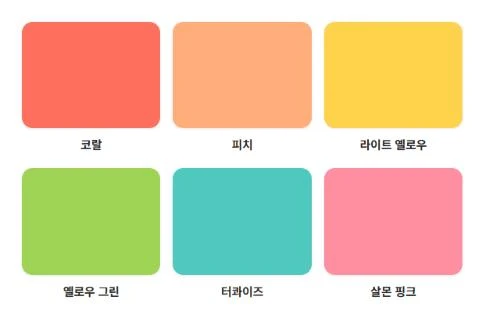 코랄
피치
라이트 옐로우
옐로우 그린
터콰이즈
살몬 핑크